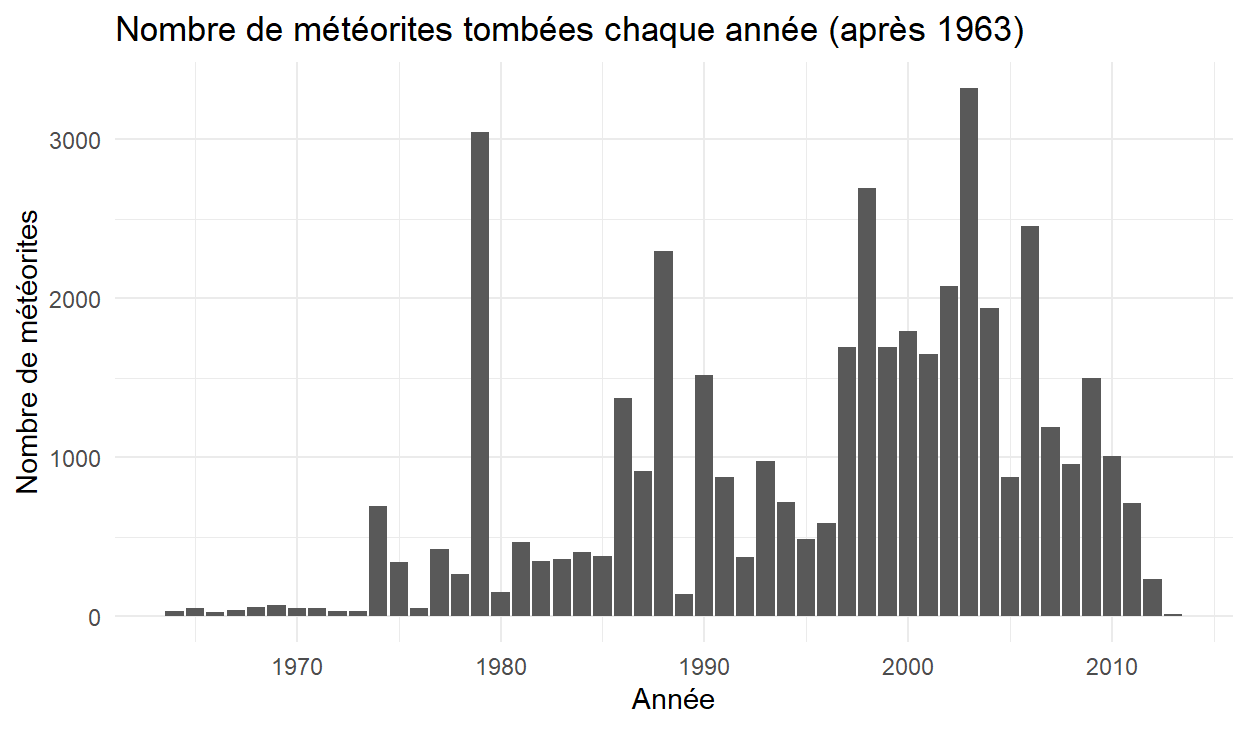 Nombre de météorites tombées chaque année (après 1963)
Nombre de météorites
3000
2000
1000
0
1970 1980 1990 2000 2010
Année